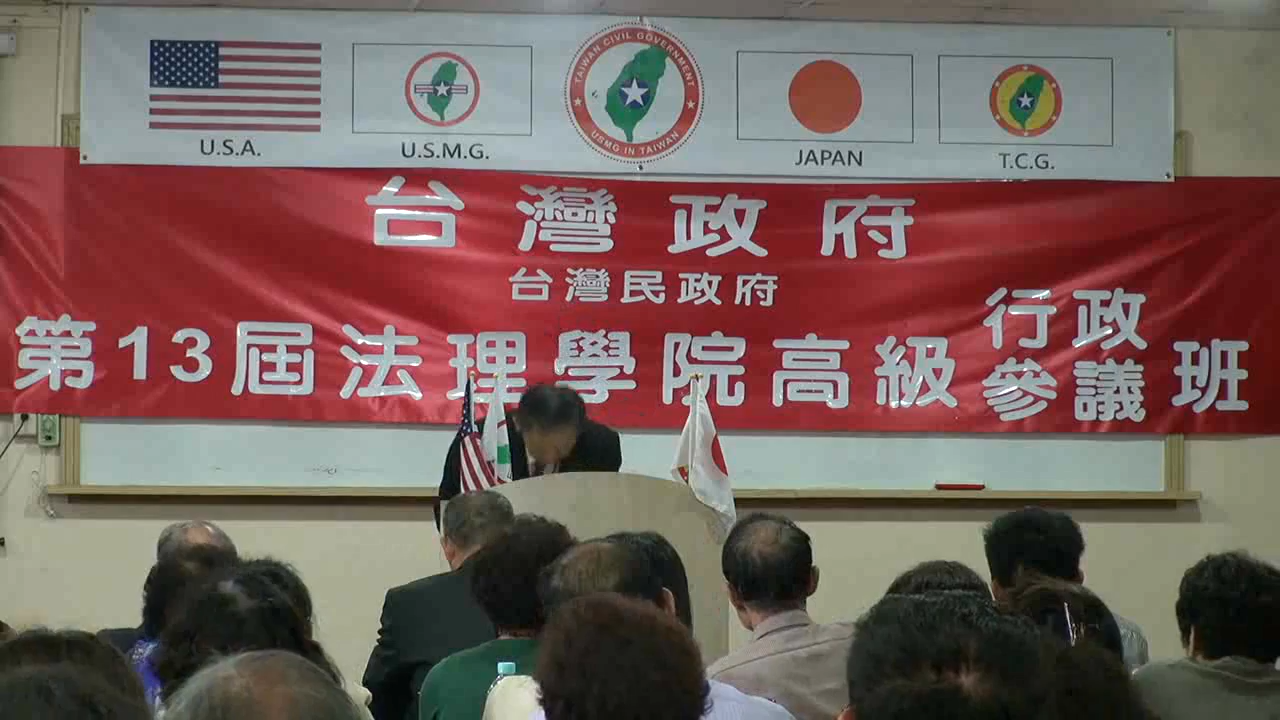 TAIWAN CIVIL GOVERNMENT
USMG IN TAIWAN
U.S.A.
U.S.M.G.
JAPAN
T.C.G.
台灣政府
台灣民政府
第13屆法理學院高級行政參議班